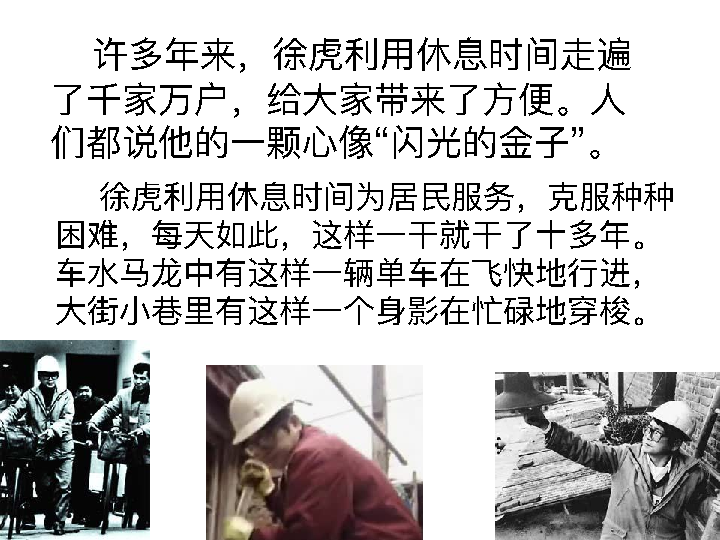 许多年来，徐虎利用休息时间走遍
了千家万户，给大家带来了方便。人
们都说他的一颗心像“闪光的金子”。
徐虎利用休息时间为居民服务，克服种种
困难，每天如此，这样一干就干了十多年。
车水马龙中有这样一辆单车在飞快地行进，
大街小巷里有这样一个身影在忙碌地穿梭。